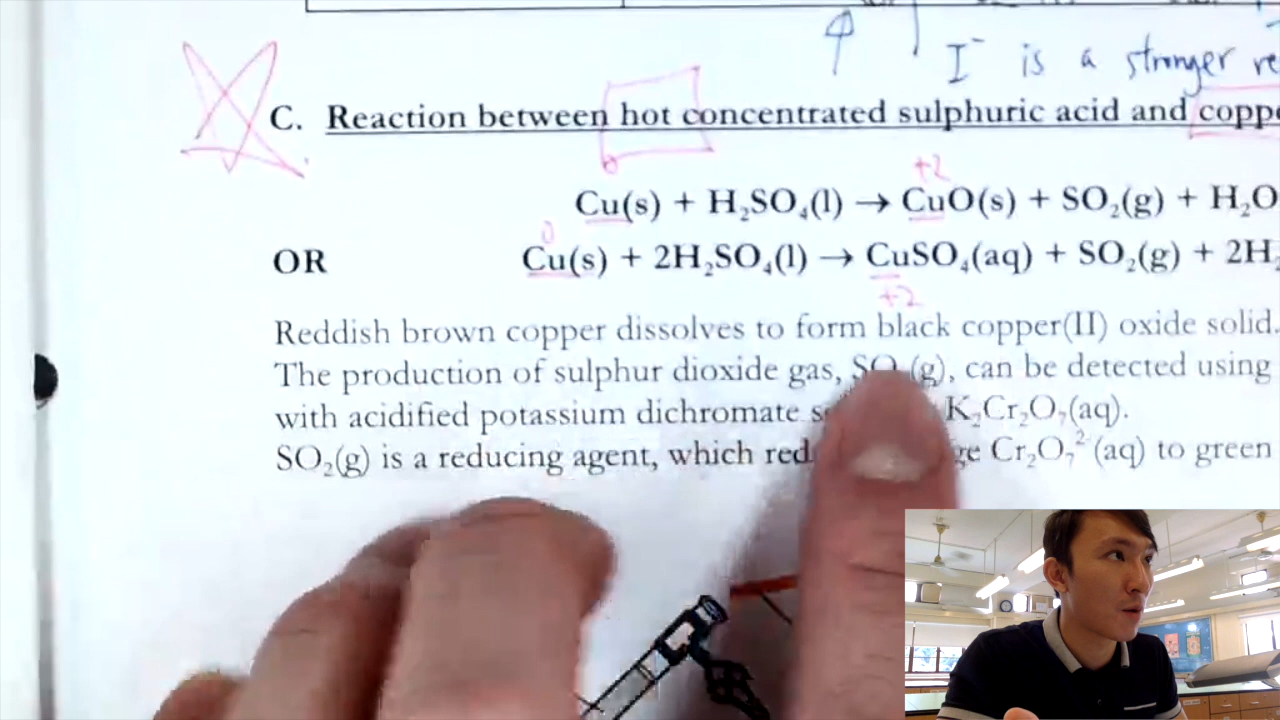 I⁻ is a stronger
C. Reaction between hot concentrated sulphuric acid and
+2
Cu(s) + H₂SO₄(l) → CuO(s) + SO₂(g) + H₂O
0
OR Cu(s) + 2H₂SO₄(l) → CuSO₄(aq) + SO₂(g) + 2H₂
+2
Reddish brown copper dissolves to form black copper(II) oxide solid.
The production of sulphur dioxide gas, SO₂(g), can be detected using
with acidified potassium dichromate K₂Cr₂O₇(aq).
SO₂(g) is a reducing agent, which Cr₂O₇²⁻(aq) to green